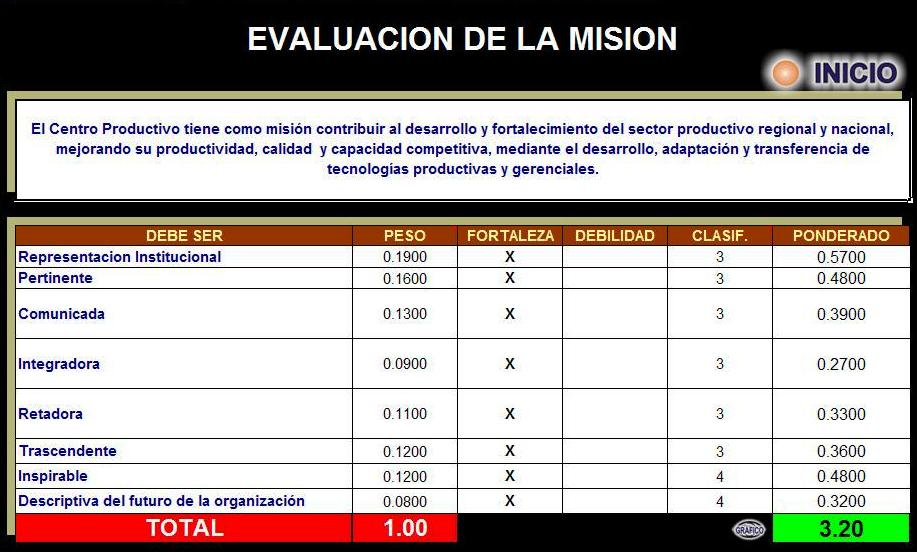 EVALUACION DE LA MISION
INICIO
El Centro Productivo tiene como misión contribuir al desarrollo y fortalecimiento del sector productivo regional y nacional,
mejorando su productividad, calidad y capacidad competitiva, mediante el desarrollo, adaptación y transferencia de
tecnologías productivas y gerenciales.
DEBE SER PESO FORTALEZA DEBILIDAD CLASIF. PONDERADO
Representacion Institucional 0.1900 X 3 0.5700
Pertinente 0.1600 X 3 0.4800
Comunicada 0.1300 X 3 0.3900
Integradora 0.0900 X 3 0.2700
Retadora 0.1100 X 3 0.3300
Trascendente 0.1200 X 3 0.3600
Inspirable 0.1200 X 4 0.4800
Descriptiva del futuro de la organización 0.0800 X 4 0.3200
TOTAL 1.00 GRÁFICO 3.20